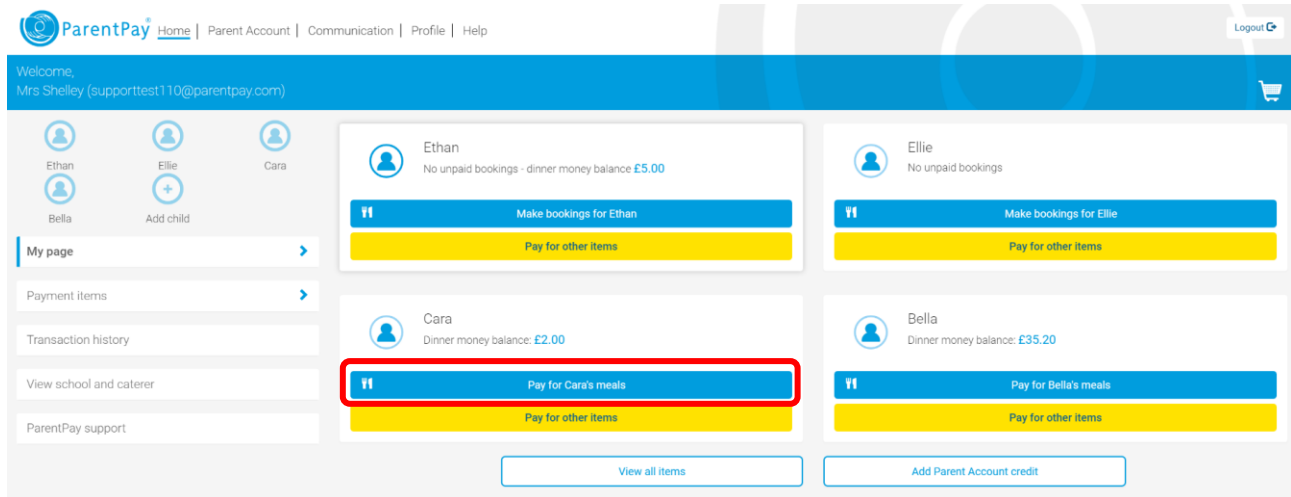 ParentPay® Home | Parent Account | Communication | Profile | Help
Logout
Welcome,
Mrs Shelley (supporttest110@parentpay.com)
Ethan
Ellie
Cara
Bella
Add child
My page
Payment items
Transaction history
View school and caterer
ParentPay support
Ethan
No unpaid bookings - dinner money balance £5.00
Make bookings for Ethan
Pay for other items
Ellie
No unpaid bookings
Make bookings for Ellie
Pay for other items
Cara
Dinner money balance: £2.00
Pay for Cara's meals
Pay for other items
Bella
Dinner money balance: £35.20
Pay for Bella's meals
Pay for other items
View all items
Add Parent Account credit